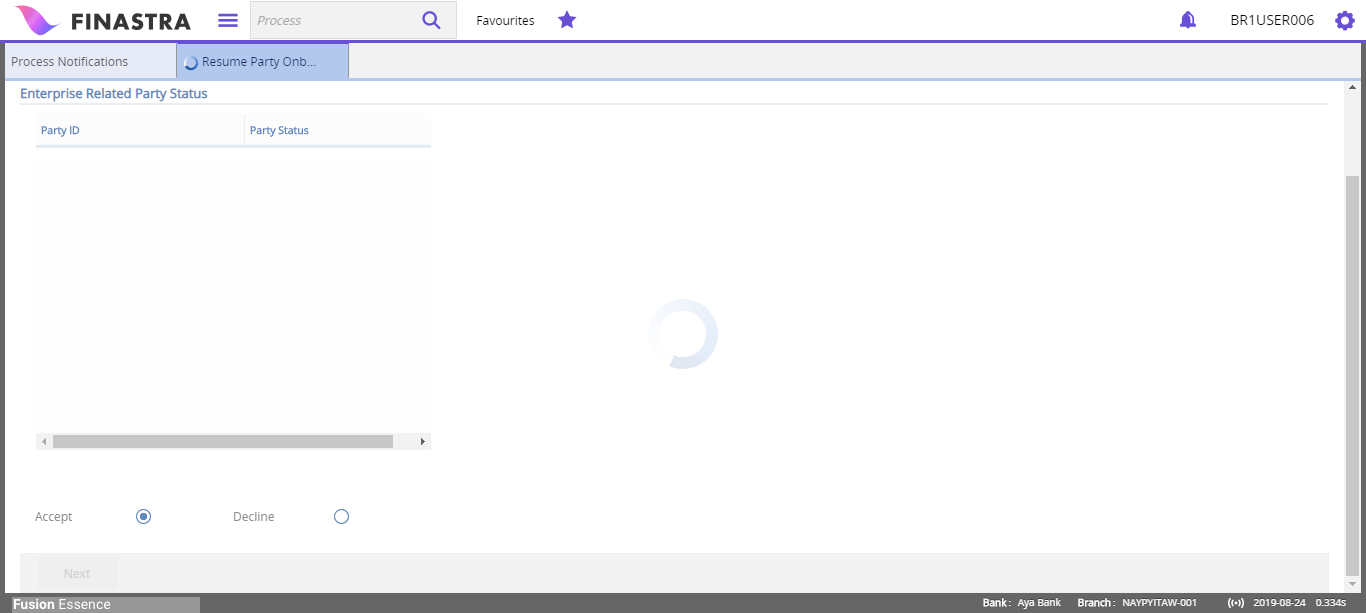 FINASTRA Process Favourites BR1USER006
Process Notifications Resume Party Onb...
Enterprise Related Party Status
Party ID Party Status
Accept Decline
Next
Fusion Essence Bank : Aya Bank Branch : NAYPYITAW-001 2019-08-24 0.334s